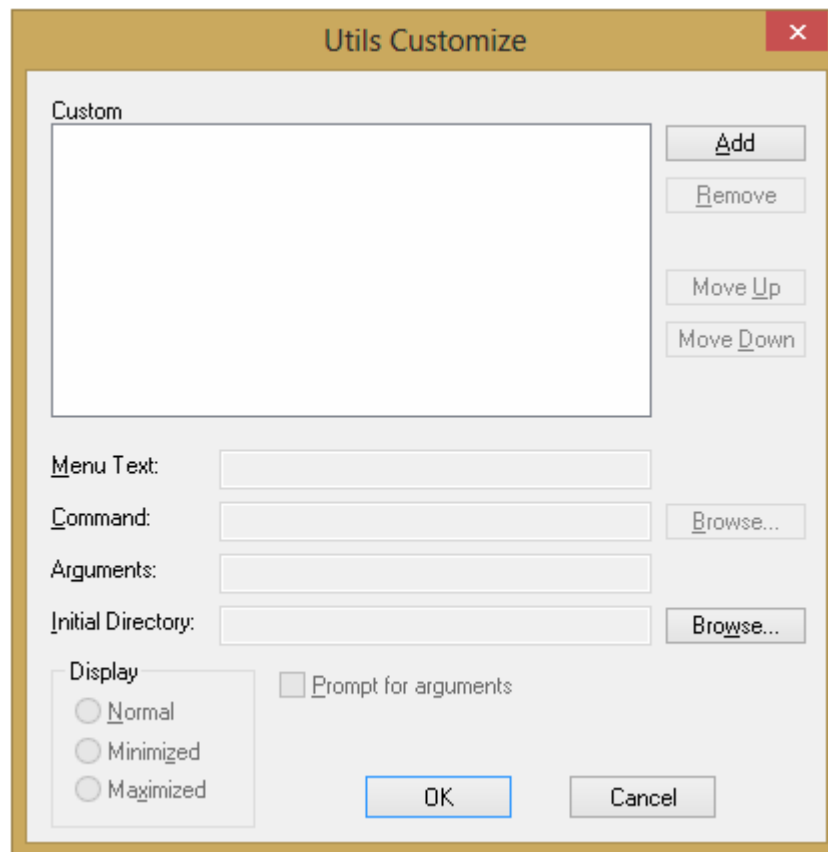 Utils Customize
Custom
Add
Remove
Move Up
Move Down
Menu Text:
Command:
Browse...
Arguments:
Initial Directory:
Browse...
Display
Prompt for arguments
Normal
Minimized
Maximized
OK
Cancel